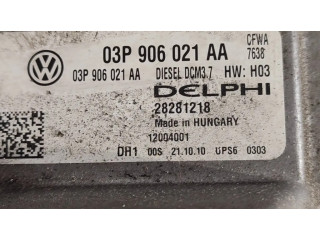 CFWA
7638
03P 906 021 AA
03P 906 021 AA DIESEL DCM3.7 HW: H03
DELPHI
28281218
Made in HUNGARY
12004001
DH1 00S 21.10.10 UPS6 0303